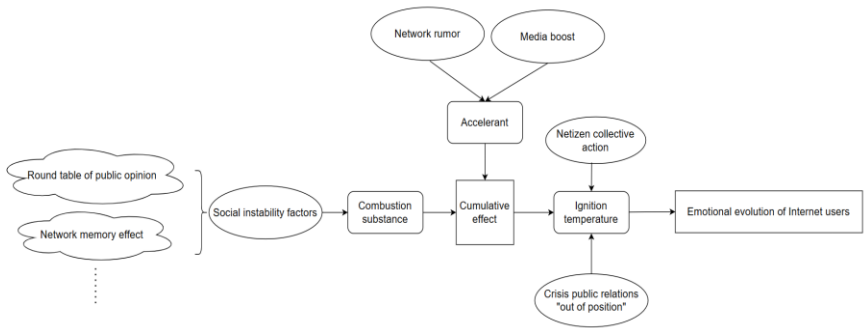 Network rumor
Media boost
Accelerant
Netizen collective
action
Round table of public opinion
Social instability factors
Combustion
substance
Cumulative
effect
Ignition
temperature
Emotional evolution of Internet users
Network memory effect
Crisis public relations
"out of position"